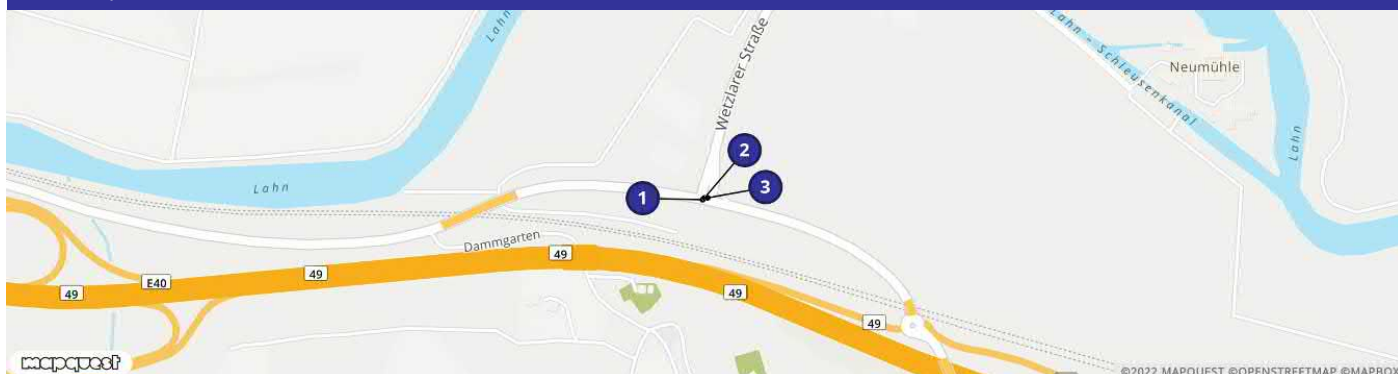 Lahn
Wetzlarer Straße
Lahn - Schleusenkanal
Neumühle
Lahn
Lahn
2
3
1
Dammgarten
49
49
49
E40
49
49
mapquest
©2022 MAPQUEST ©OPENSTREETMAP ©MAPBOX